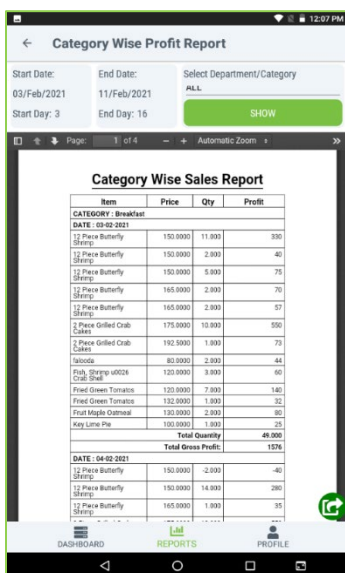 12:07 PM
Category Wise Profit Report
Start Date: End Date: Select Department/Category
03/Feb/2021 11/Feb/2021 ALL
Start Day: 3 End Day: 16 SHOW
Page: 1 of 4 − + Automatic Zoom
Category Wise Sales Report
Item Price Qty Profit
CATEGORY : Breakfast
DATE : 03-02-2021
12 Piece Butterfly Shrimp 150.0000 11.000 330
12 Piece Butterfly Shrimp 150.0000 2.000 40
12 Piece Butterfly Shrimp 150.0000 5.000 75
12 Piece Butterfly Shrimp 165.0000 2.000 70
12 Piece Butterfly Shrimp 165.0000 2.000 57
2 Piece Grilled Crab Cakes 175.0000 10.000 550
2 Piece Grilled Crab Cakes 192.5000 1.000 73
falooda 80.0000 2.000 44
Fish, Shrimp u0026 Crab Shell 120.0000 3.000 60
Fried Green Tomatos 120.0000 7.000 140
Fried Green Tomatos 132.0000 1.000 32
Fruit Maple Oatmeal 130.0000 2.000 80
Key Lime Pie 100.0000 1.000 25
Total Quantity 49.000
Total Gross Profit: 1576
DATE : 04-02-2021
12 Piece Butterfly Shrimp 150.0000 -2.000 -40
12 Piece Butterfly Shrimp 150.0000 14.000 280
12 Piece Butterfly Shrimp 165.0000 1.000 35
DASHBOARD REPORTS PROFILE